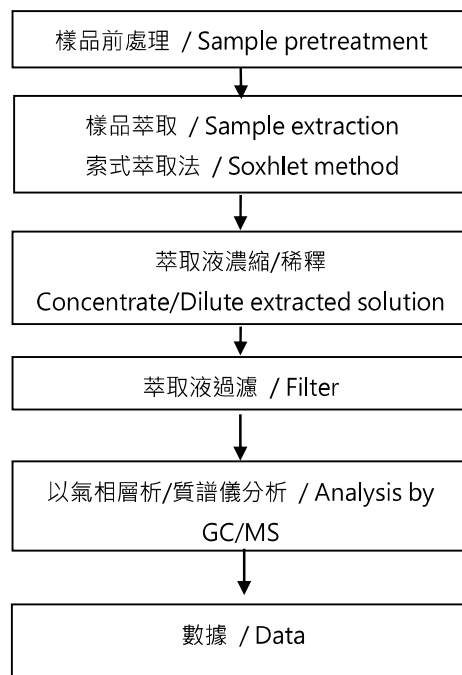 樣品前處理 / Sample pretreatment
樣品萃取 / Sample extraction
索式萃取法 / Soxhlet method
萃取液濃縮/稀釋
Concentrate/Dilute extracted solution
萃取液過濾 / Filter
以氣相層析/質譜儀分析 / Analysis by
GC/MS
數據 / Data